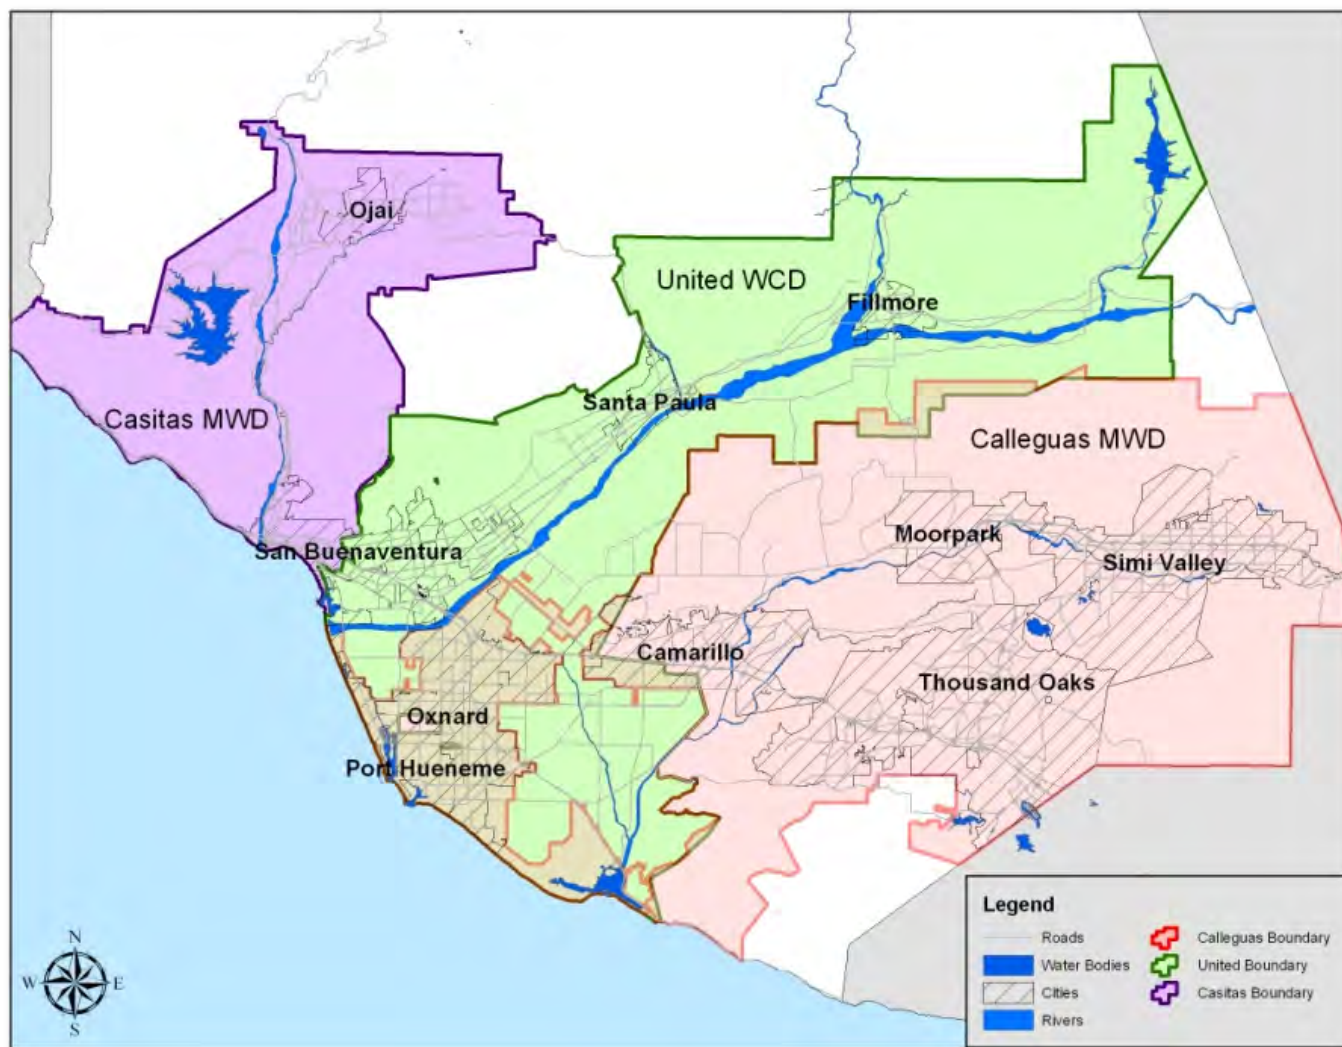 Ojai
United WCD
Fillmore
Casitas MWD
Santa Paula
Calleguas MWD
Moorpark
San Buenaventura
Simi Valley
Camarillo
Thousand Oaks
Oxnard
Port Hueneme
Legend
Roads
Water Bodies
Cities
Rivers
Calleguas Boundary
United Boundary
Casitas Boundary
N
W E
S